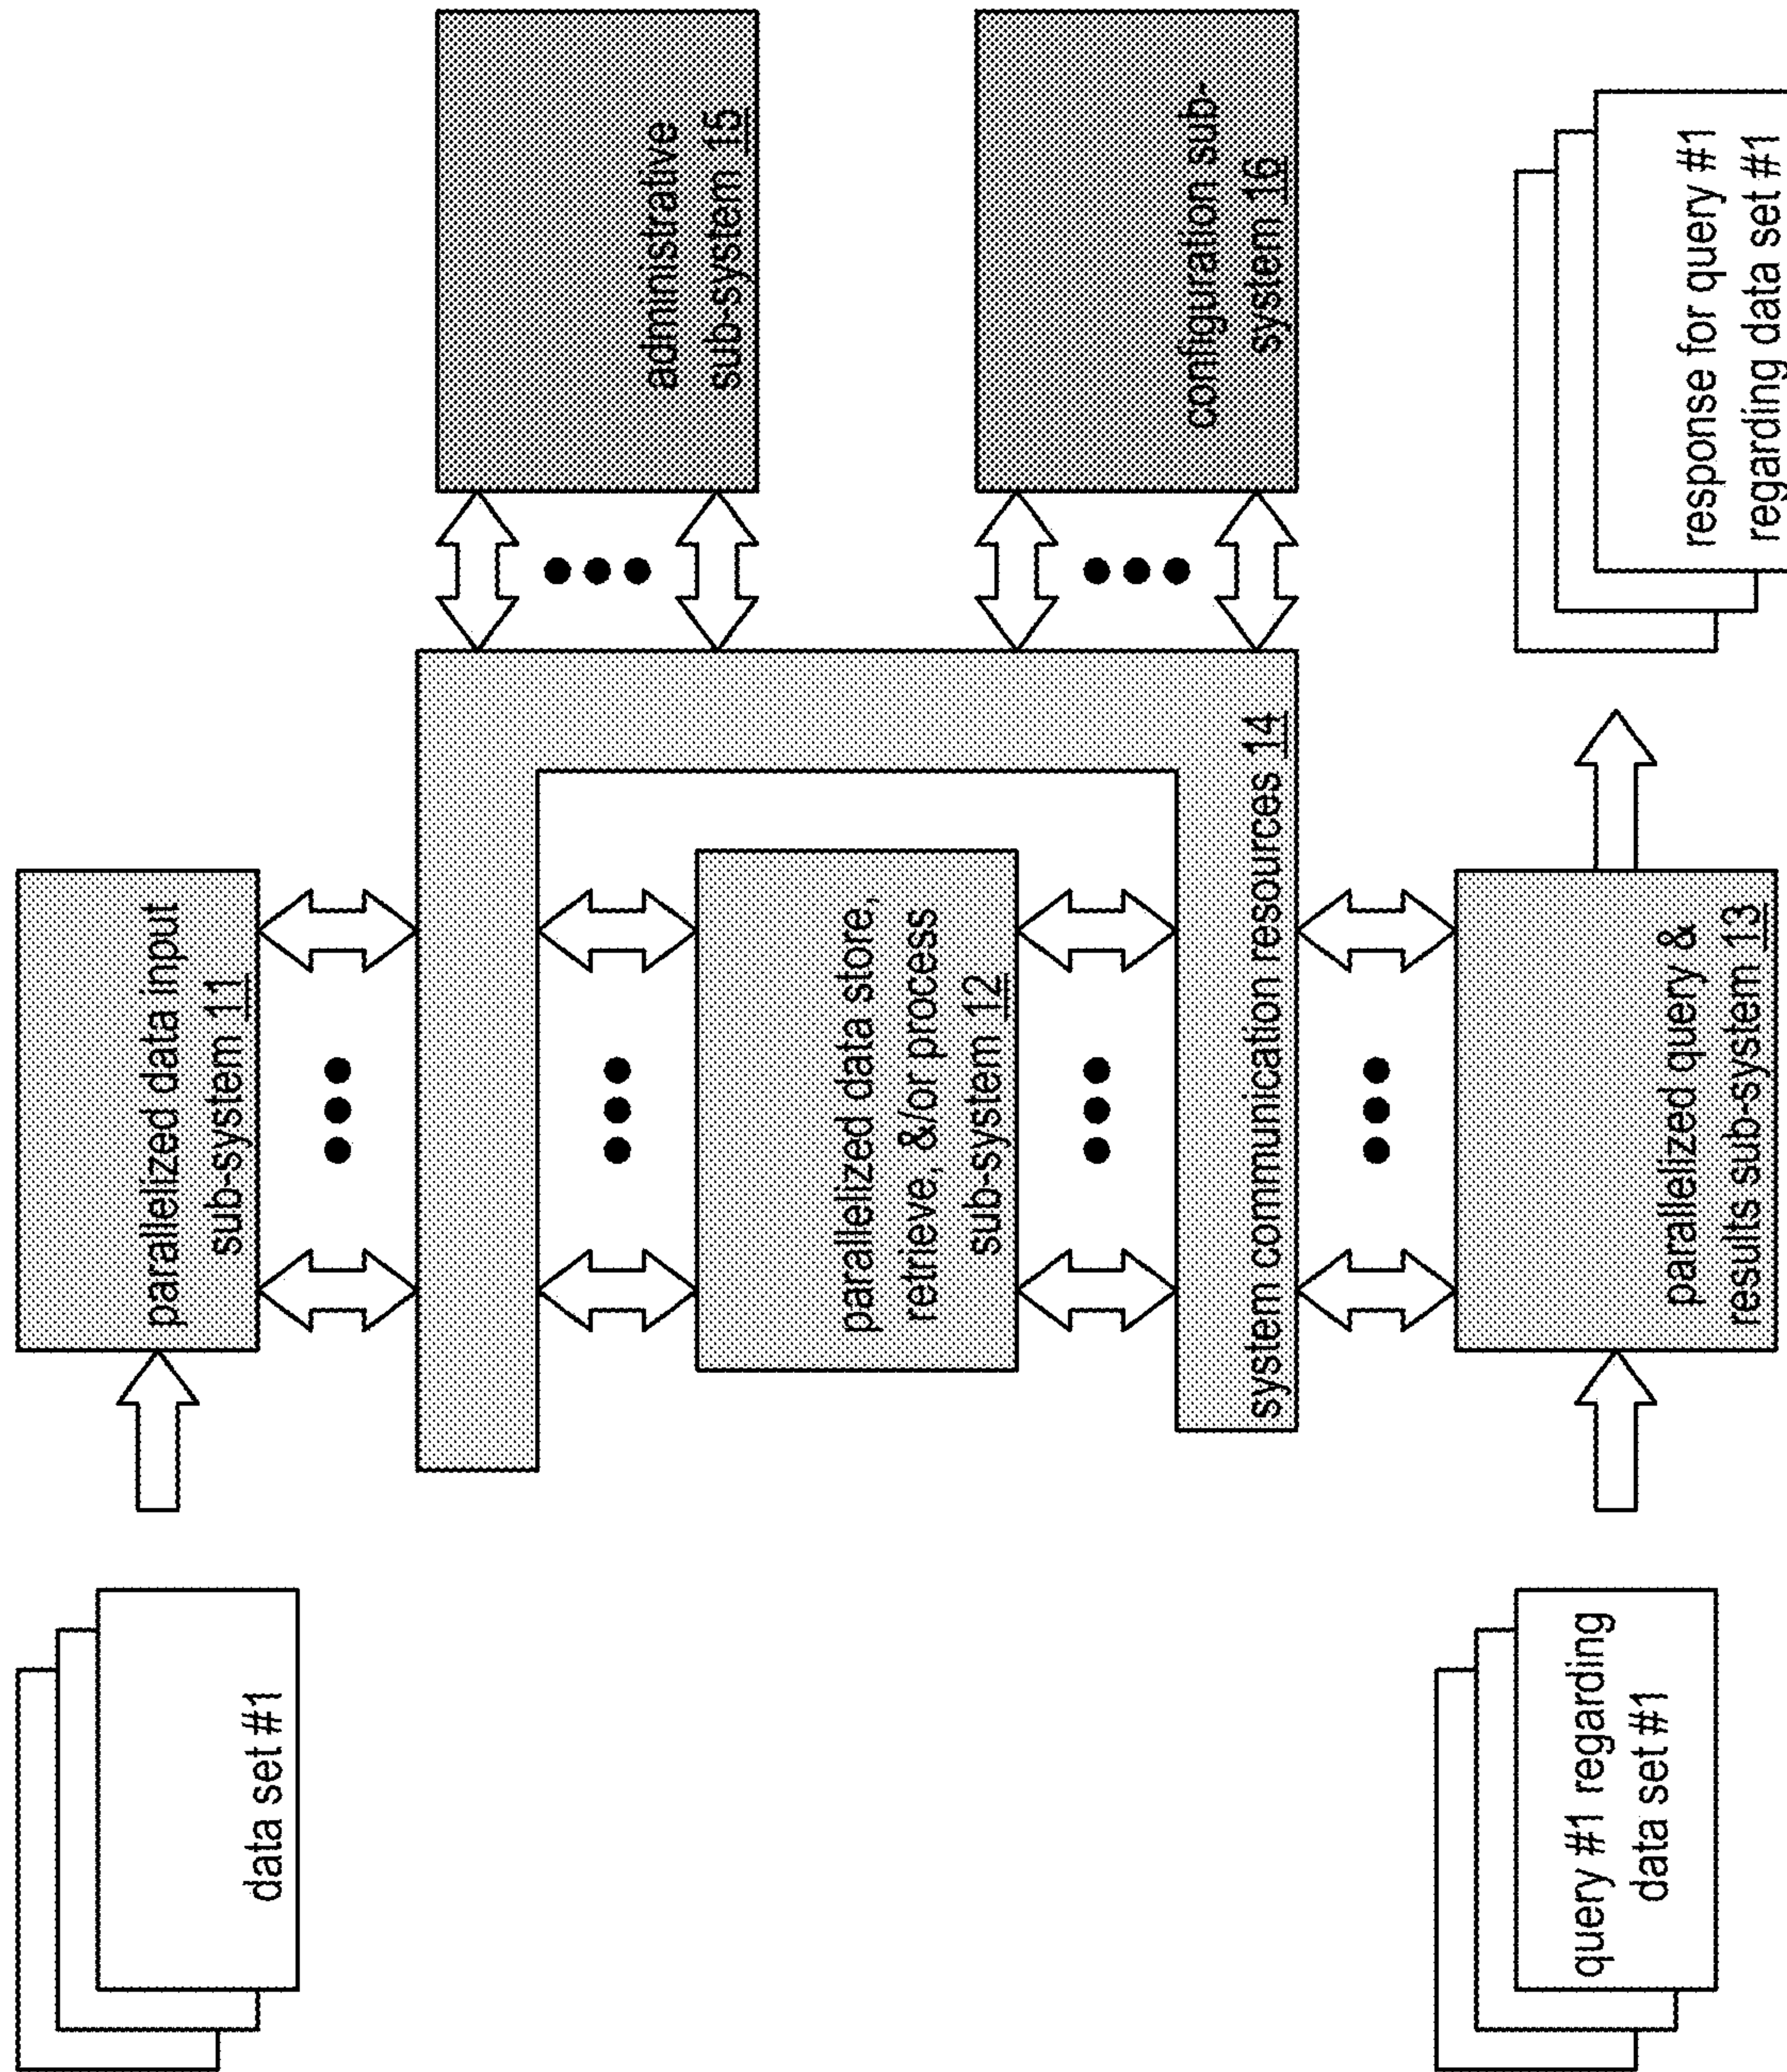 data set #1
parallelized data input
sub-system 11
administrative
sub-system 15
parallelized data store,
retrieve, &/or process
sub-system 12
configuration sub-
system 16
system communication resources 14
query #1 regarding
data set #1
parallelized query &
results sub-system 13
response for query #1
regarding data set #1